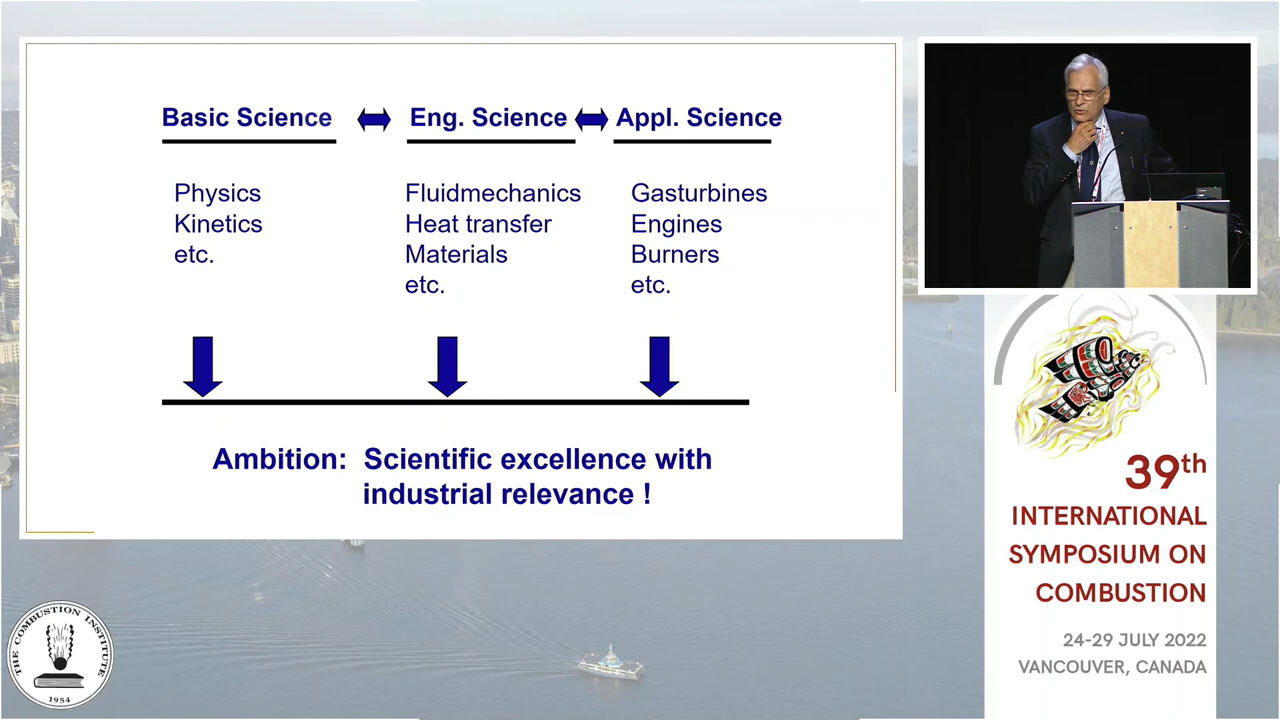 Basic Science Eng. Science Appl. Science
Physics
Kinetics
etc.
Fluidmechanics
Heat transfer
Materials
etc.
Gasturbines
Engines
Burners
etc.
Ambition: Scientific excellence with
industrial relevance !
39th
INTERNATIONAL
SYMPOSIUM ON
COMBUSTION
24-29 JULY 2022
VANCOUVER, CANADA
THE COMBUSTION INSTITUTE
1954